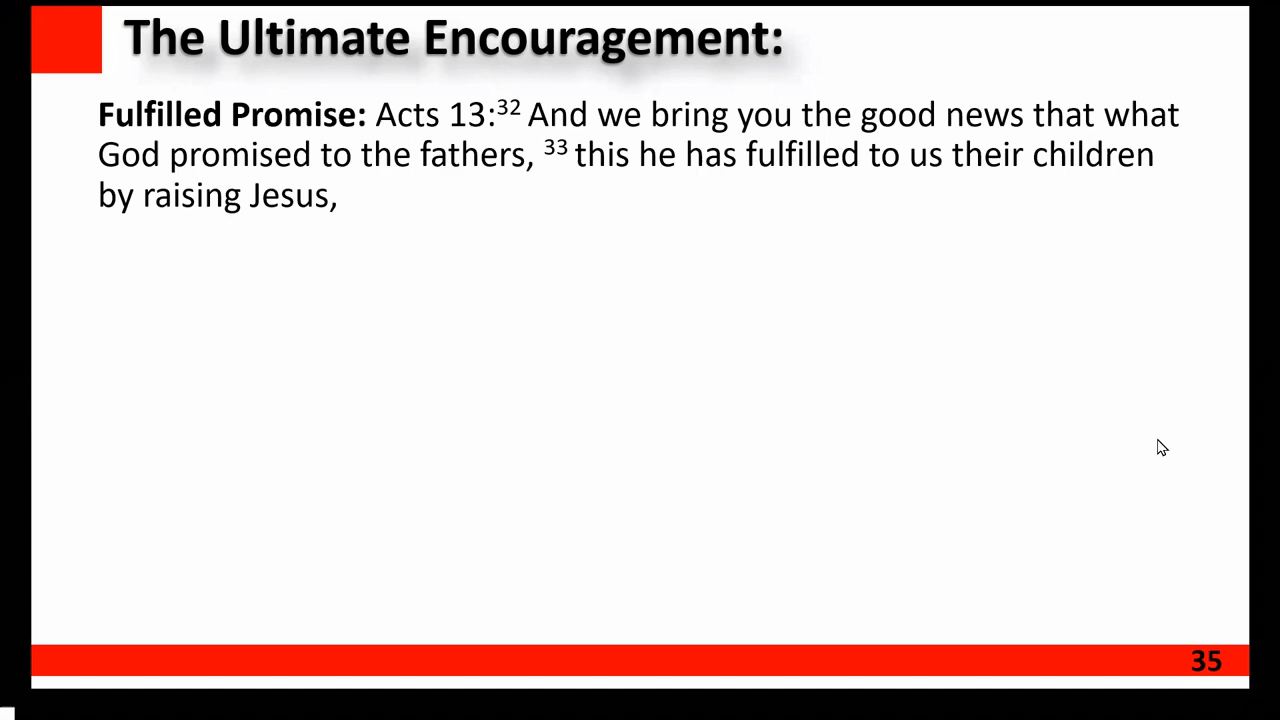 The Ultimate Encouragement:
Fulfilled Promise: Acts 13:³² And we bring you the good news that what
God promised to the fathers, ³³ this he has fulfilled to us their children
by raising Jesus,
35